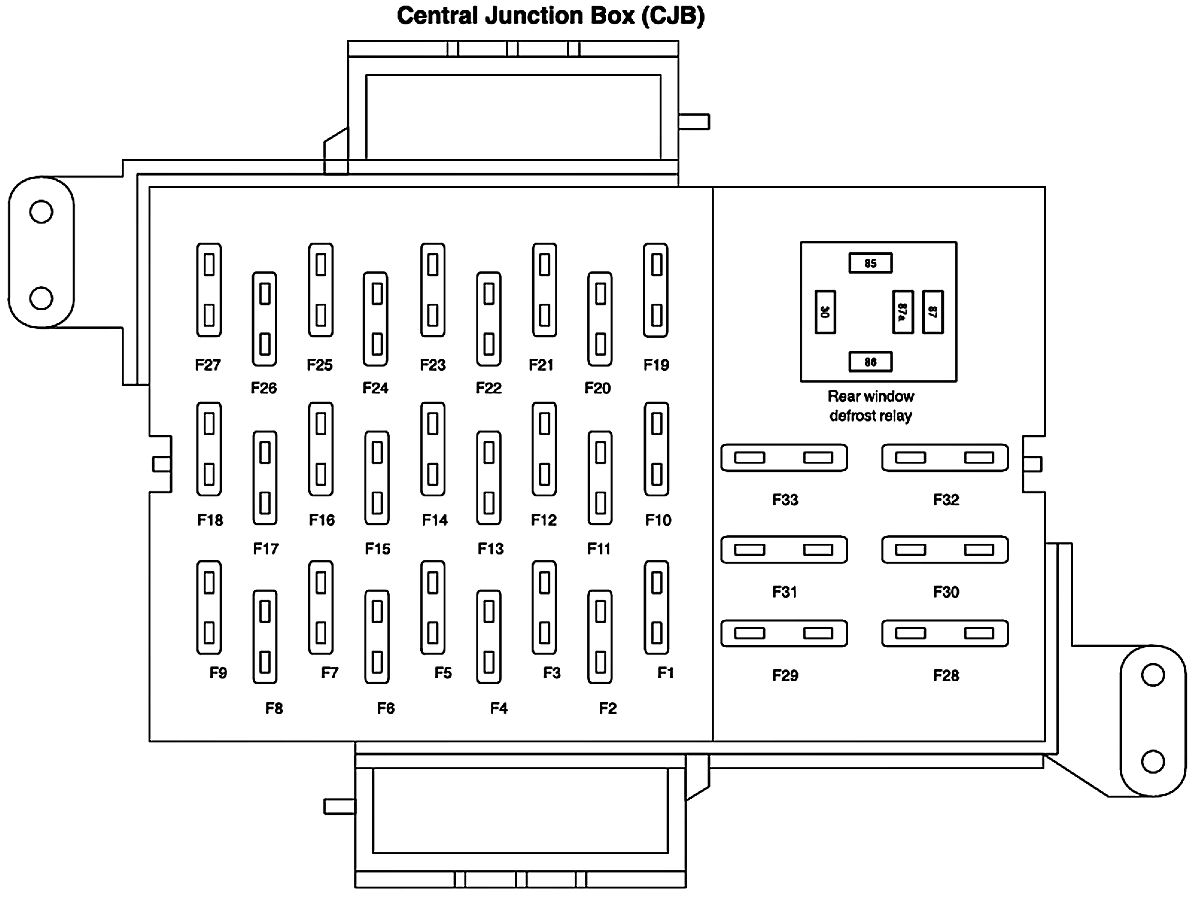 Central Junction Box (CJB)
85
30
87a
87
86
Rear window
defrost relay
F27
F25
F23
F21
F19
F26
F24
F22
F20
F18
F16
F14
F12
F10
F17
F15
F13
F11
F9
F7
F5
F3
F1
F8
F6
F4
F2
F33
F32
F31
F30
F29
F28